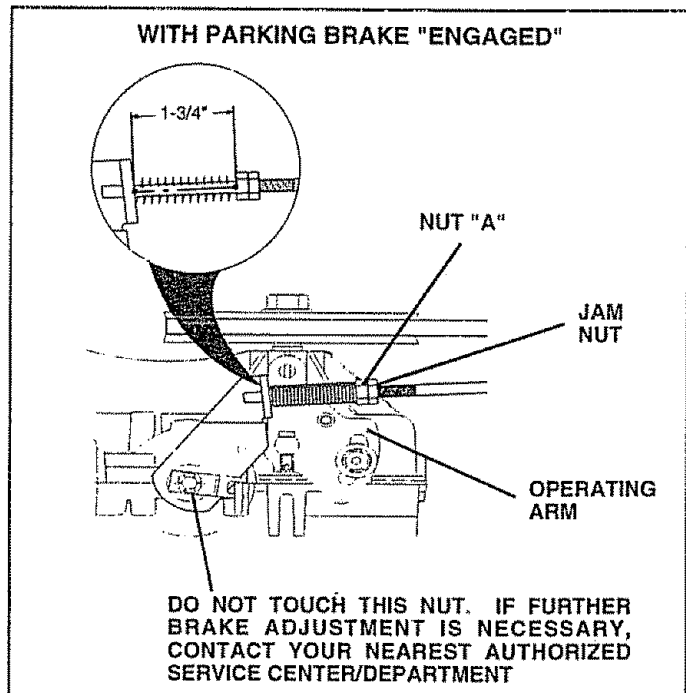 WITH PARKING BRAKE "ENGAGED"
1-3/4"
NUT "A"
JAM
NUT
OPERATING
ARM
DO NOT TOUCH THIS NUT. IF FURTHER
BRAKE ADJUSTMENT IS NECESSARY,
CONTACT YOUR NEAREST AUTHORIZED
SERVICE CENTER/DEPARTMENT